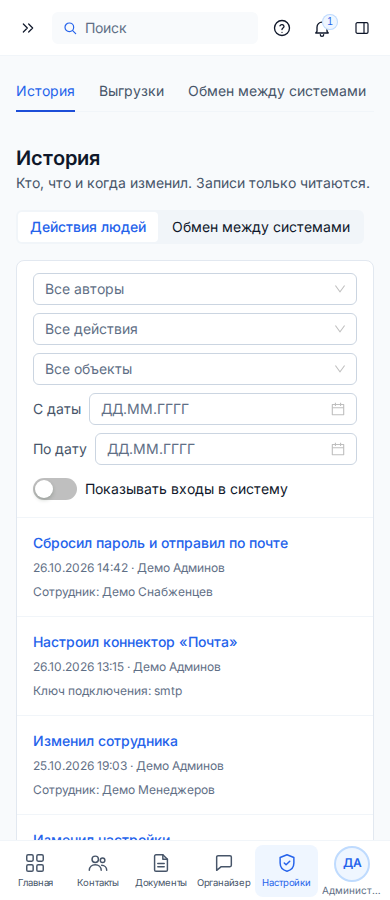 Поиск
1
История Выгрузки Обмен между системами
История
Кто, что и когда изменил. Записи только читаются.
Действия людей Обмен между системами
Все авторы
Все действия
Все объекты
С даты ДД.ММ.ГГГГ
По дату ДД.ММ.ГГГГ
Показывать входы в систему
Сбросил пароль и отправил по почте
26.10.2026 14:42 · Демо Админов
Сотрудник: Демо Снабженцев
Настроил коннектор «Почта»
26.10.2026 13:15 · Демо Админов
Ключ подключения: smtp
Изменил сотрудника
25.10.2026 19:03 · Демо Админов
Сотрудник: Демо Менеджеров
Изменил настройки
ДА
Главная Контакты Документы Органайзер Настройки Админист...